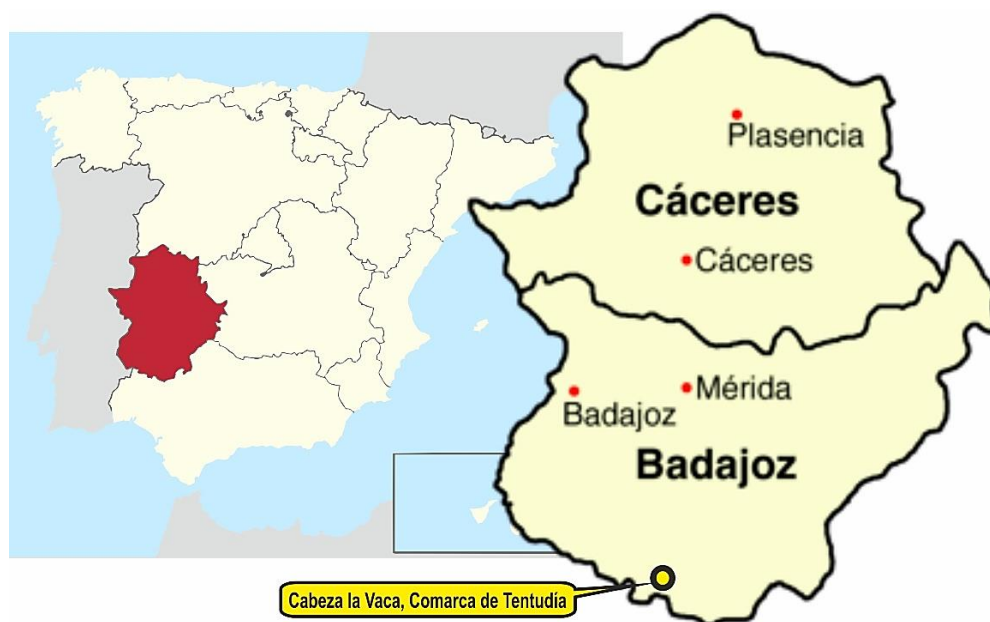 Plasencia
Cáceres
Cáceres
Mérida
Badajoz
Badajoz
Cabeza la Vaca, Comarca de Tentudía